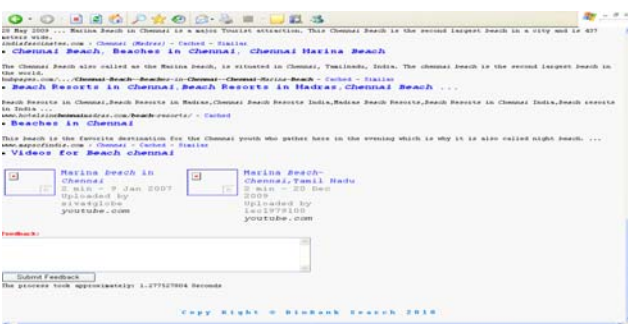 20 May 2009 ... Marina Beach in Chennai is a major Tourist attraction. This Chennai Beach is the second largest beach in a city and is 437
meters wide.
indiafascinates.com › Chennai (Madras) - Cached - Similar
• Chennai Beach, Beaches in Chennai, Chennai Marina Beach
The Chennai Beach also called as the Marina beach, is situated in Chennai, Tamilnadu, India. The chennai beach is the second largest beach in
the world.
hubpages.com/.../Chennai-Beach--Beaches-in-Chennai--Chennai-Marina-Beach - Cached - Similar
• Beach Resorts in Chennai,Beach Resorts in Madras,Chennai Beach ...
Beach Resorts in Chennai,Beach Resorts in Madras,Chennai Beach Resorts India,Madras Beach Resorts,Beach Resorts in Chennai India,beach resorts
in India ...
www.hotelsinchennaimadras.com/beach-resorts/ - Cached
• Beaches in Chennai
This beach is the favorite destination for the Chennai youth who gather here in the evening which is why it is also called night beach. ...
www.mapsofindia.com › Chennai - Cached - Similar
• Videos for Beach chennai
Marina beach in
Chennai
2 min - 9 Jan 2007
Uploaded by
siva4globe
youtube.com
Marina Beach-
Chennai,Tamil Nadu
2 min - 20 Dec
2009
Uploaded by
leo1979100
youtube.com
Feedback:
Submit Feedback
The process took approximately: 1.277527804 Seconds
Copy Right © BioBank Search 2010